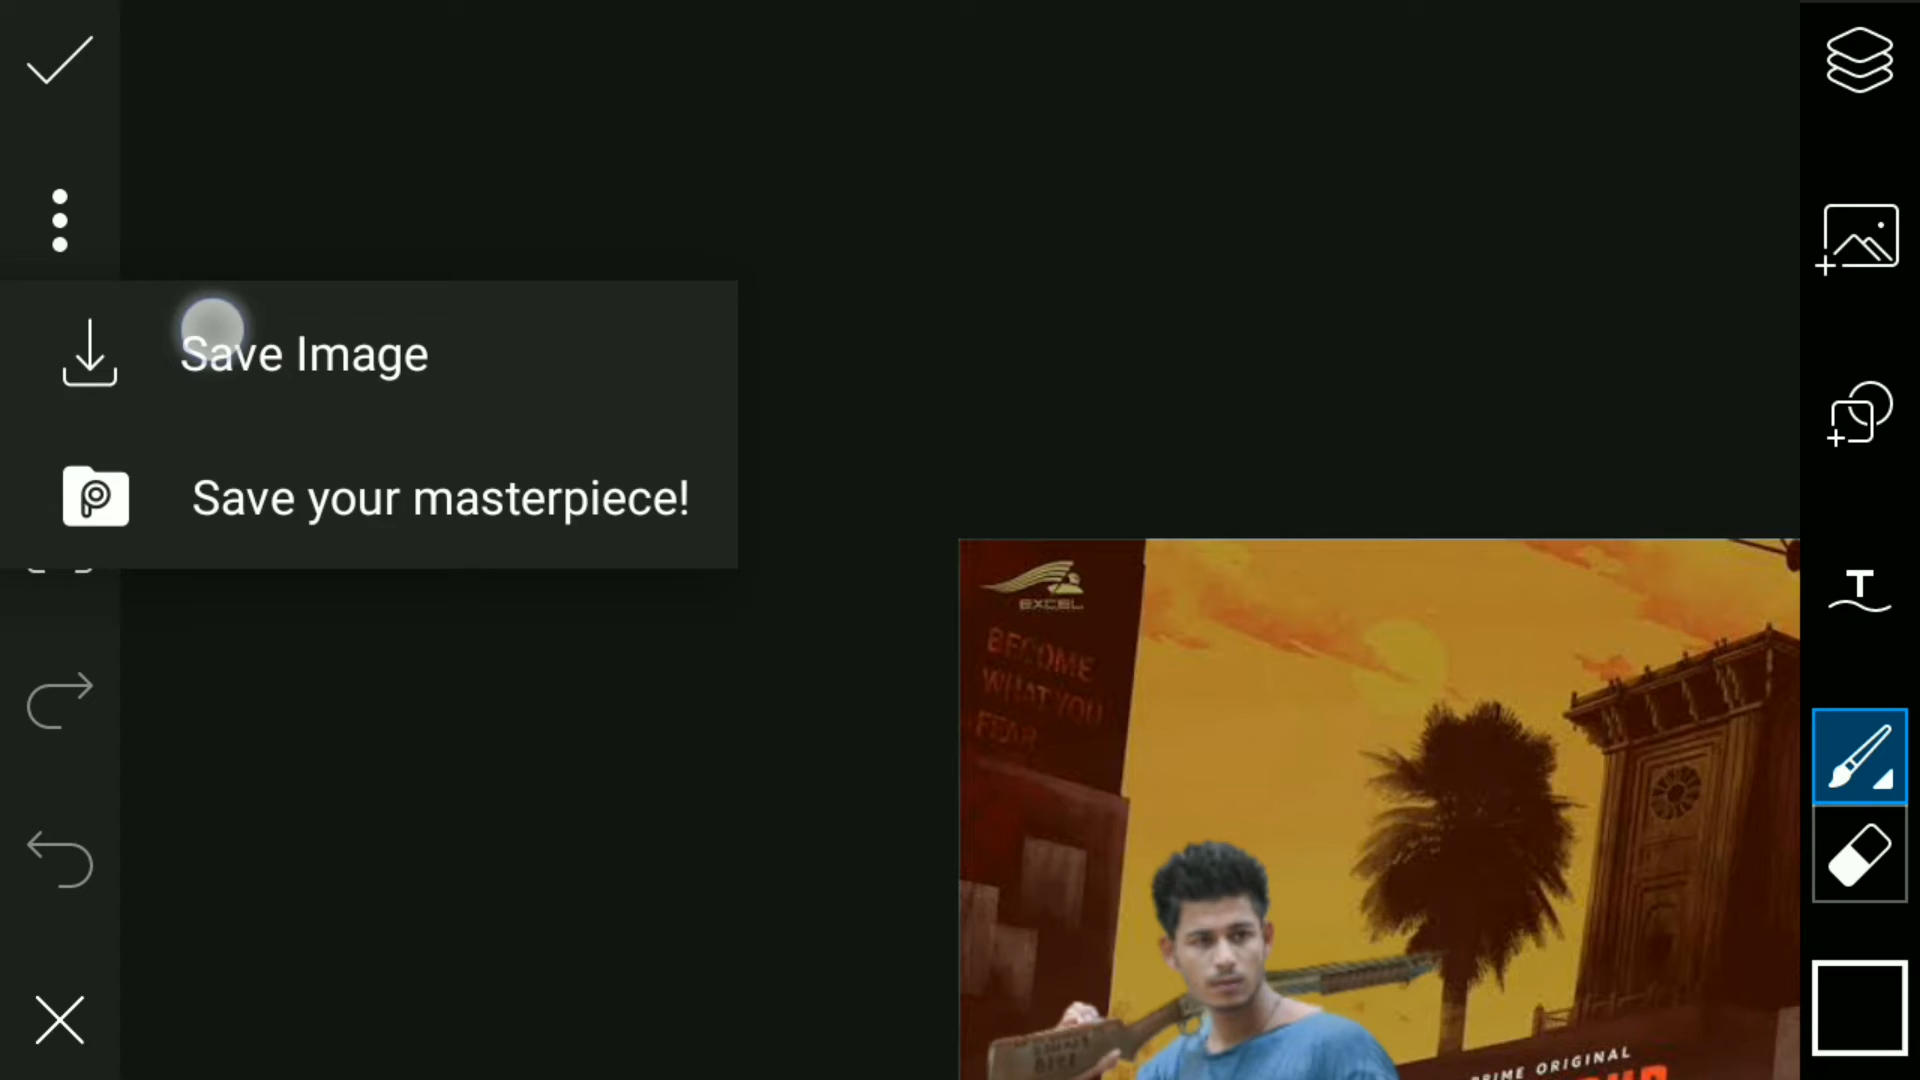 Save Image
Save your masterpiece!
EXCEL
BECOME
WHAT YOU
FEAR
PRIME ORIGINAL